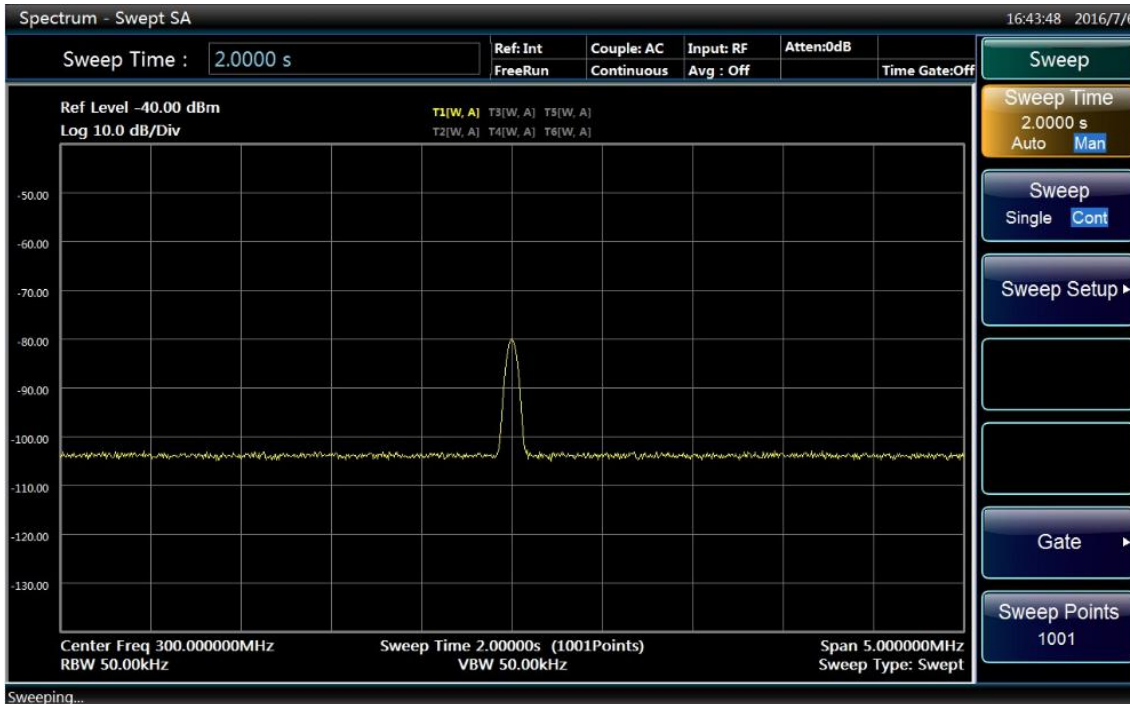 Spectrum - Swept SA
16:43:48 2016/7/6
Sweep Time : 2.0000 s
Ref: Int Couple: AC Input: RF Atten:0dB
FreeRun Continuous Avg : Off Time Gate:Off
Ref Level -40.00 dBm
Log 10.0 dB/Div
T1[W, A] T3[W, A] T5[W, A]
T2[W, A] T4[W, A] T6[W, A]
-50.00
-60.00
-70.00
-80.00
-90.00
-100.00
-110.00
-120.00
-130.00
Center Freq 300.000000MHz Sweep Time 2.00000s (1001Points) Span 5.000000MHz
RBW 50.00kHz VBW 50.00kHz Sweep Type: Swept
Sweeping...
Sweep
Sweep Time
2.0000 s
Auto Man
Sweep
Single Cont
Sweep Setup
Gate
Sweep Points
1001